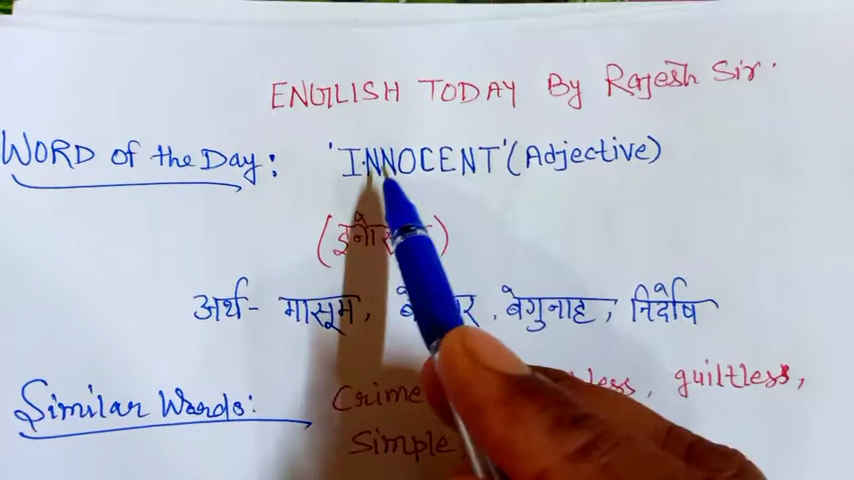 ENGLISH TODAY By Rajesh Sir.
WORD of the Day: 'INNOCENT' (Adjective)
अर्थ- मासूम, बेगुनाह, निर्दोष
Similar Words: guiltless,
Simple,